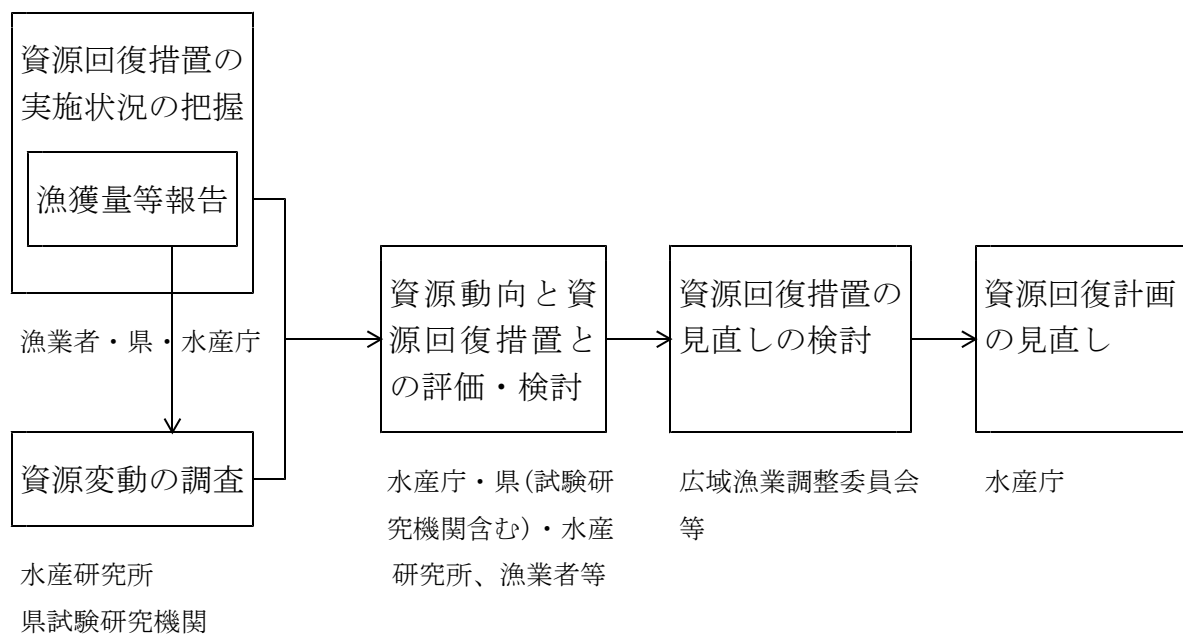 資源回復措置の
実施状況の把握
漁獲量等報告
漁業者・県・水産庁
資源変動の調査
水産研究所
県試験研究機関
資源動向と資
源回復措置と
の評価・検討
水産庁・県(試験研
究機関含む)・水産
研究所、漁業者等
資源回復措置の
見直しの検討
広域漁業調整委員会
等
資源回復計画
の見直し
水産庁